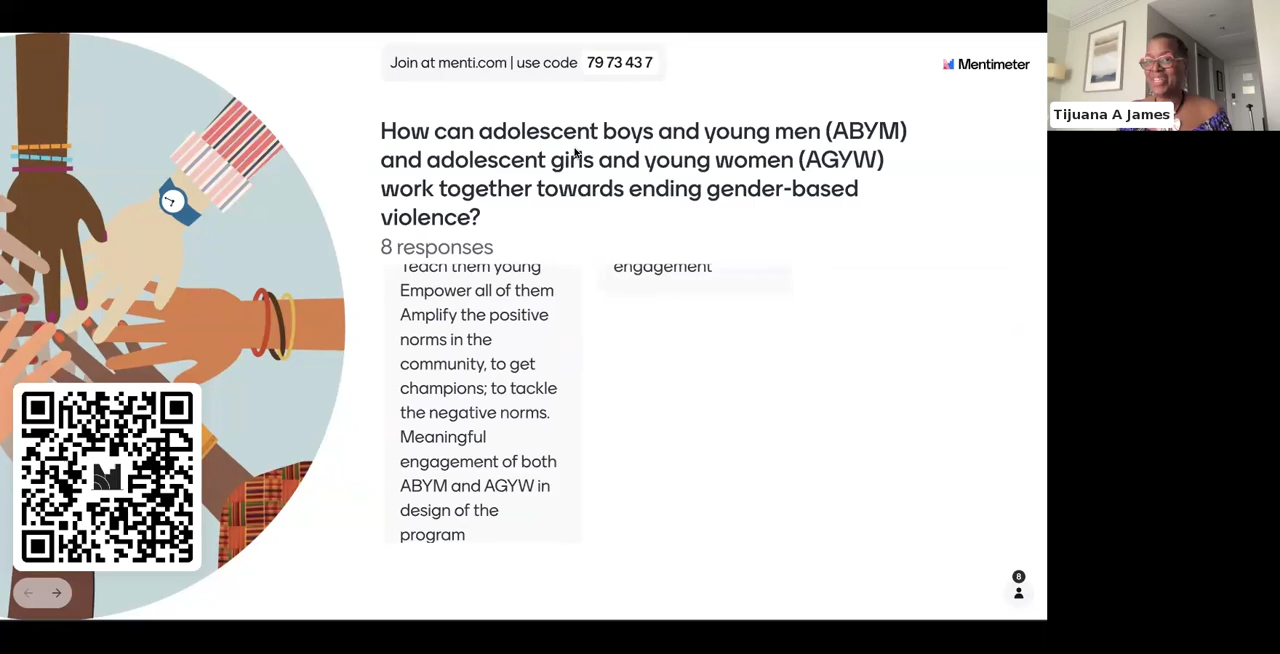 Join at menti.com | use code 79 73 43 7
Mentimeter
Tijuana A James
How can adolescent boys and young men (ABYM)
and adolescent girls and young women (AGYW)
work together towards ending gender-based
violence?
8 responses
Teach them young
Empower all of them
Amplify the positive
norms in the
community, to get
champions; to tackle
the negative norms.
Meaningful
engagement of both
ABYM and AGYW in
design of the
program
engagement
8